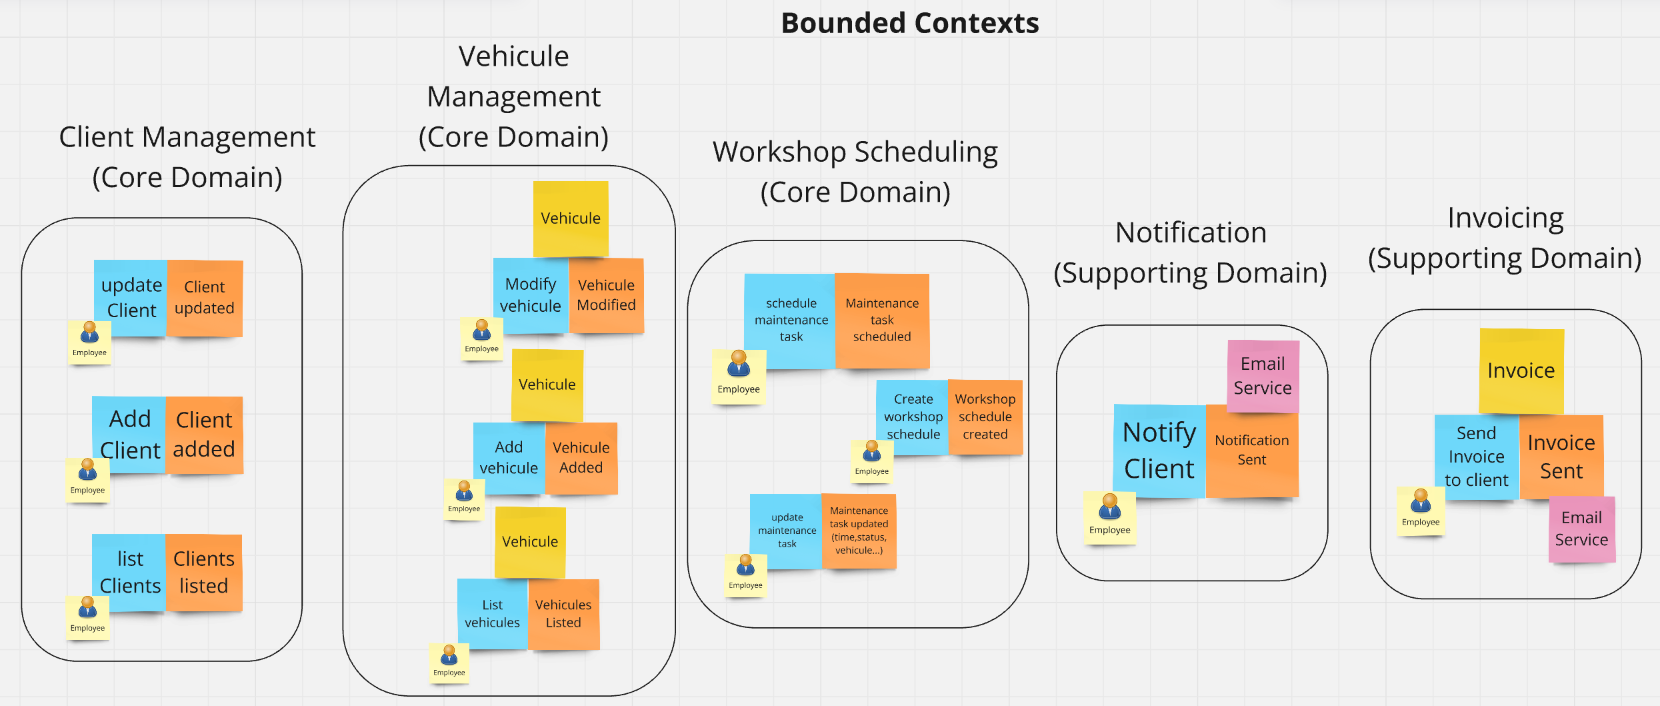 Bounded Contexts
Client Management
(Core Domain)
update
Client
Client
updated
Employee
Add
Client
Client
added
Employee
list
Clients
Clients
listed
Employee
Vehicule
Management
(Core Domain)
Vehicule
Modify
vehicule
Vehicule
Modified
Employee
Vehicule
Add
vehicule
Vehicule
Added
Employee
Vehicule
List
vehicules
Vehicules
Listed
Employee
Workshop Scheduling
(Core Domain)
schedule
maintenance
task
Maintenance
task
scheduled
Employee
Create
workshop
schedule
Workshop
schedule
created
Employee
update
maintenance
task
Maintenance
task updated
(time,status,
vehicule...)
Employee
Notification
(Supporting Domain)
Email
Service
Notify
Client
Notification
Sent
Employee
Invoicing
(Supporting Domain)
Invoice
Send
Invoice
to client
Invoice
Sent
Employee
Email
Service